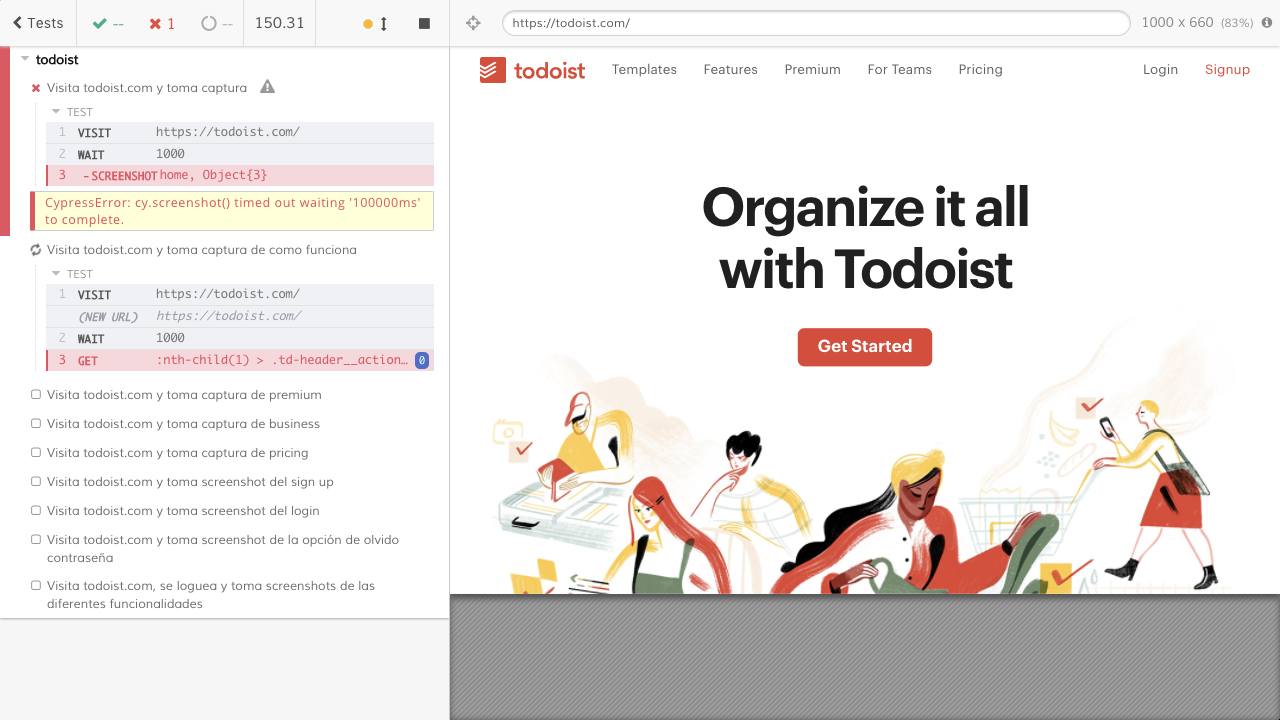 Tests
--
1
--
150.31
https://todoist.com/
1000 x 660 (83%)
todoist
Visita todoist.com y toma captura
TEST
1 VISIT https://todoist.com/
2 WAIT 1000
3 -SCREENSHOT home, Object{3}
CypressError: cy.screenshot() timed out waiting '100000ms'
to complete.
Visita todoist.com y toma captura de como funciona
TEST
1 VISIT https://todoist.com/
(NEW URL) https://todoist.com/
2 WAIT 1000
3 GET :nth-child(1) > .td-header__action… 0
Visita todoist.com y toma captura de premium
Visita todoist.com y toma captura de business
Visita todoist.com y toma captura de pricing
Visita todoist.com y toma screenshot del sign up
Visita todoist.com y toma screenshot del login
Visita todoist.com y toma screenshot de la opción de olvido
contraseña
Visita todoist.com, se loguea y toma screenshots de las
diferentes funcionalidades
todoist
Templates
Features
Premium
For Teams
Pricing
Login
Signup
Organize it all
with Todoist
Get Started